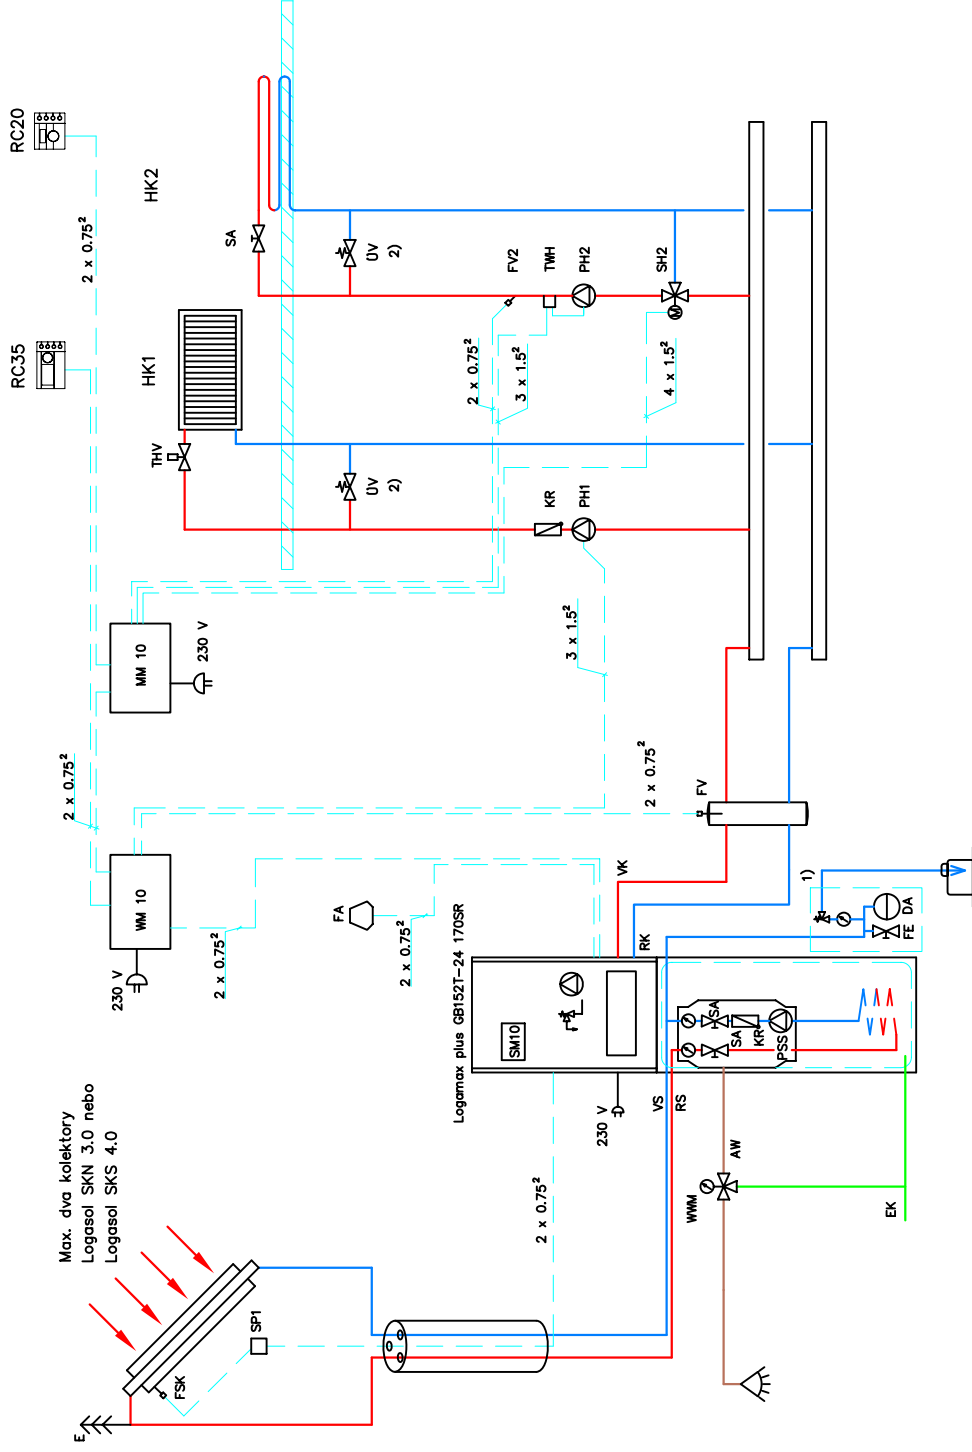 Max. dva kolektory
Logasol SKN 3.0 nebo
Logasol SKS 4.0
E
FSK
SP1
2 x 0.75²
230 V
WM 10
2 x 0.75²
2 x 0.75²
FA
2 x 0.75²
Logamax plus GB152T-24 170SR
SM10
230 V
VK
RK
VS
RS
AW
WWM
EK
SA
SA
KR
PSS
1)
DA
FE
FV
2 x 0.75²
3 x 1.5²
MM 10
230 V
RC35
RC20
2 x 0.75²
HK1
HK2
THV
ÜV
2)
KR
PH1
SA
ÜV
2)
FV2
TWH
PH2
SH2
M
2 x 0.75²
3 x 1.5²
4 x 1.5²